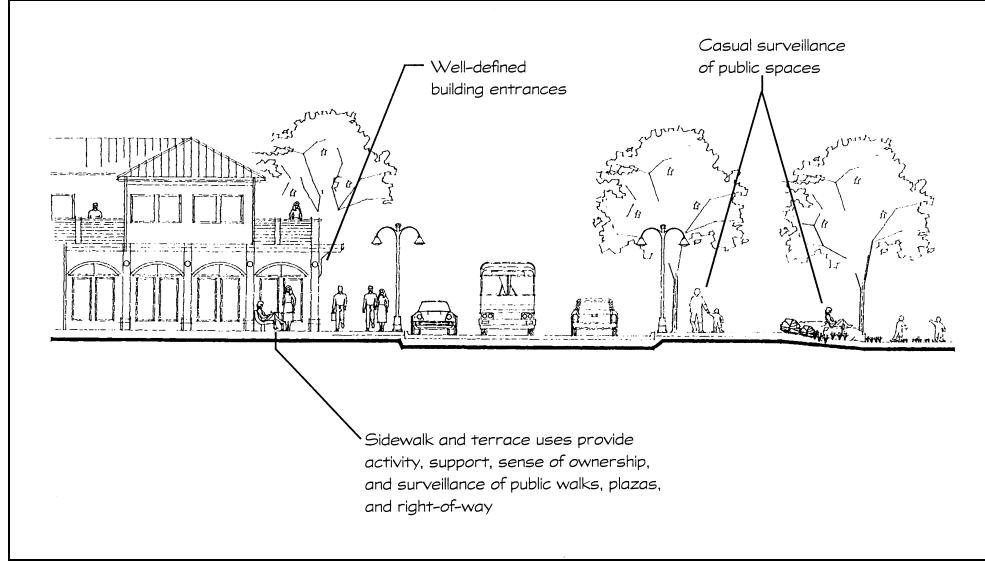 Well-defined
building entrances
Casual surveillance
of public spaces
Sidewalk and terrace uses provide
activity, support, sense of ownership,
and surveillance of public walks, plazas,
and right-of-way